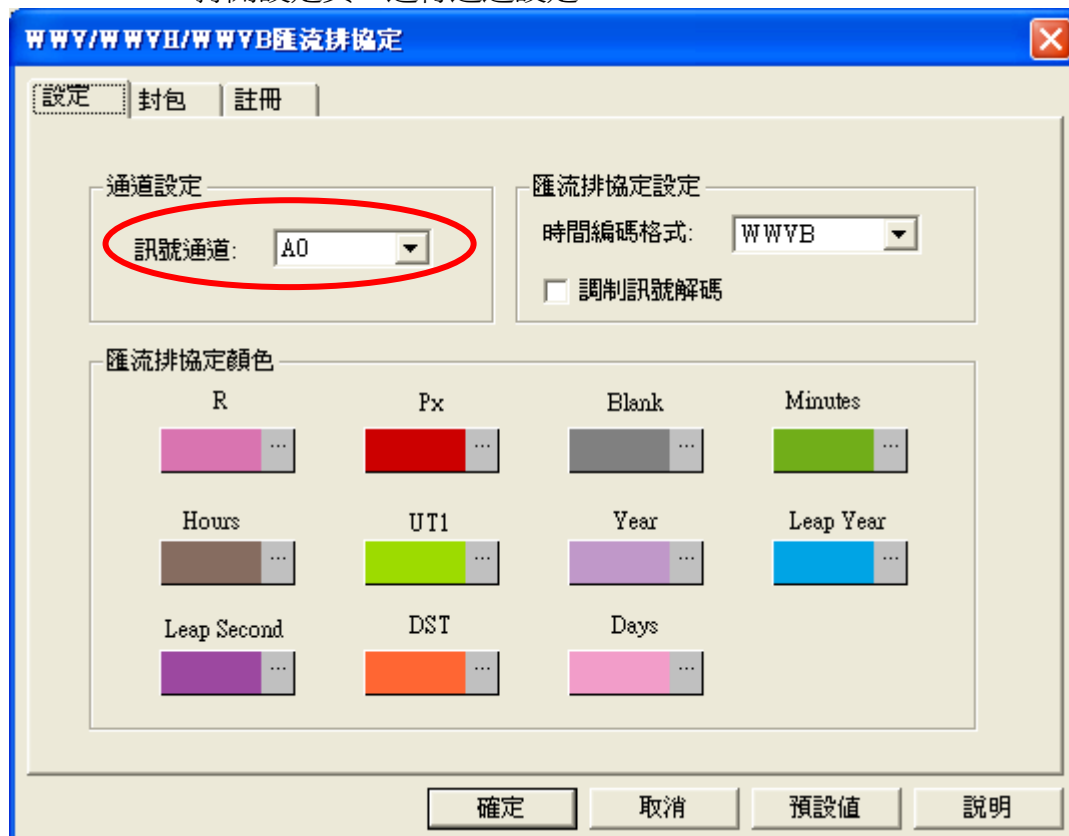 WWV/WWVH/WWVB匯流排協定
設定 封包 註冊
通道設定
訊號通道: A0
匯流排協定設定
時間編碼格式: WWVB
調制訊號解碼
匯流排協定顏色
R Px Blank Minutes
... ... ... ...
Hours UT1 Year Leap Year
... ... ... ...
Leap Second DST Days
... ... ...
確定 取消 預設值 說明